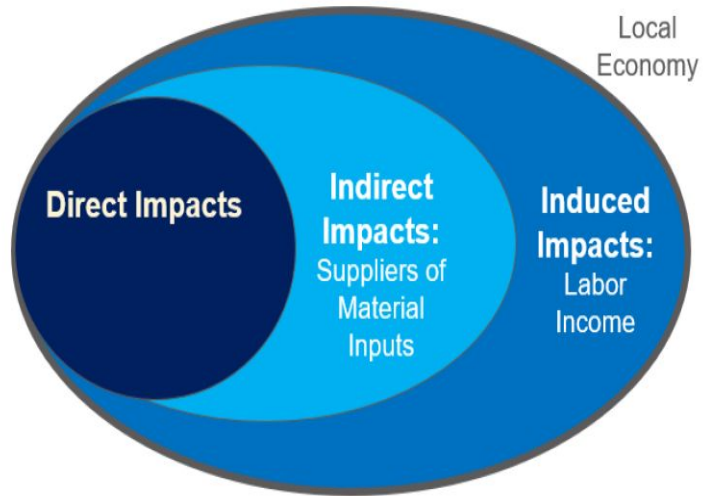 Local
Economy
Direct Impacts
Indirect
Impacts:
Suppliers of
Material
Inputs
Induced
Impacts:
Labor
Income